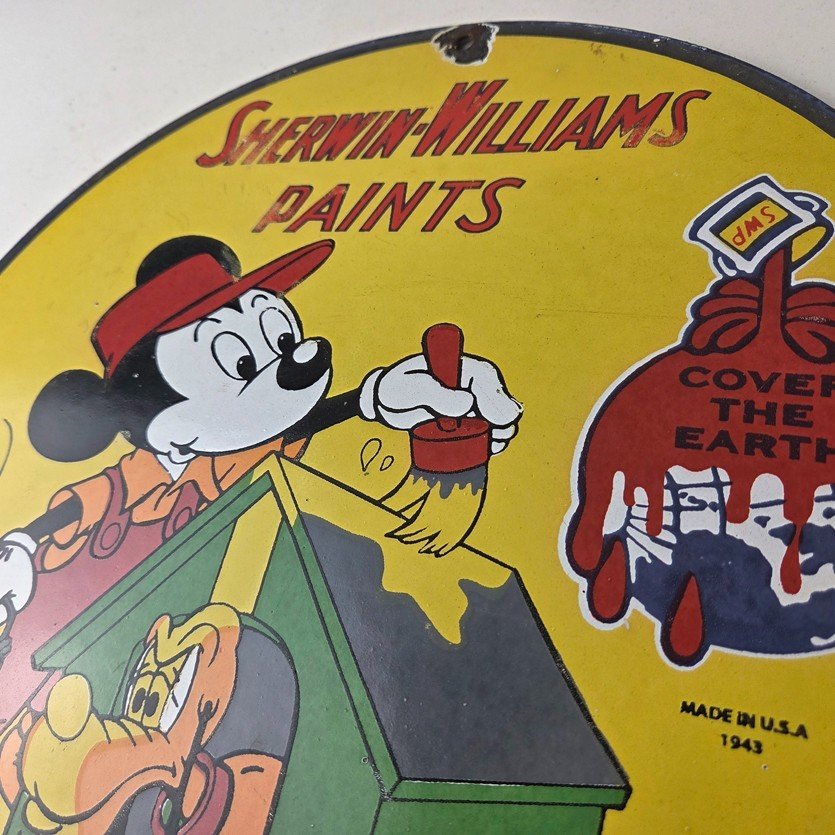 SHERWIN-WILLIAMS
PAINTS
SWP
COVER
THE
EARTH
MADE IN U.S.A
1943